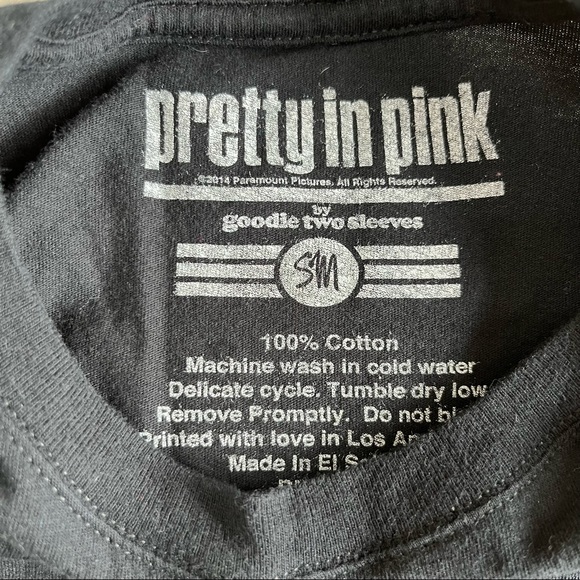 pretty in pink
©2014 Paramount Pictures. All Rights Reserved.
by
goodie two sleeves
SM
100% Cotton
Machine wash in cold water
Delicate cycle. Tumble dry low
Remove Promptly. Do not
Printed with love in Los
Made In El